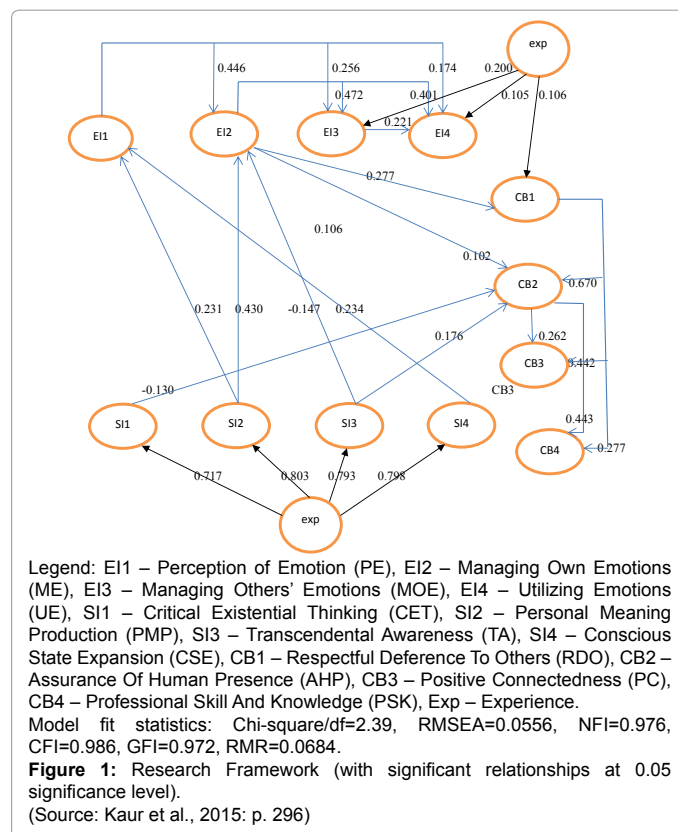 exp
0.446 0.256 0.174 0.200
0.472 0.401 0.105 0.106
EI1 EI2 EI3 0.221 EI4
0.277 CB1
0.106
0.102
CB2 0.670
0.231 0.430 -0.147 0.234
0.176 0.262
CB3 0.442
-0.130 CB3
SI1 SI2 SI3 SI4 0.443
CB4 0.277
0.717 0.803 0.793 0.798
exp
Legend: EI1 – Perception of Emotion (PE), EI2 – Managing Own Emotions
(ME), EI3 – Managing Others’ Emotions (MOE), EI4 – Utilizing Emotions
(UE), SI1 – Critical Existential Thinking (CET), SI2 – Personal Meaning
Production (PMP), SI3 – Transcendental Awareness (TA), SI4 – Conscious
State Expansion (CSE), CB1 – Respectful Deference To Others (RDO), CB2 –
Assurance Of Human Presence (AHP), CB3 – Positive Connectedness (PC),
CB4 – Professional Skill And Knowledge (PSK), Exp – Experience.
Model fit statistics: Chi-square/df=2.39, RMSEA=0.0556, NFI=0.976,
CFI=0.986, GFI=0.972, RMR=0.0684.
Figure 1: Research Framework (with significant relationships at 0.05
significance level).
(Source: Kaur et al., 2015: p. 296)